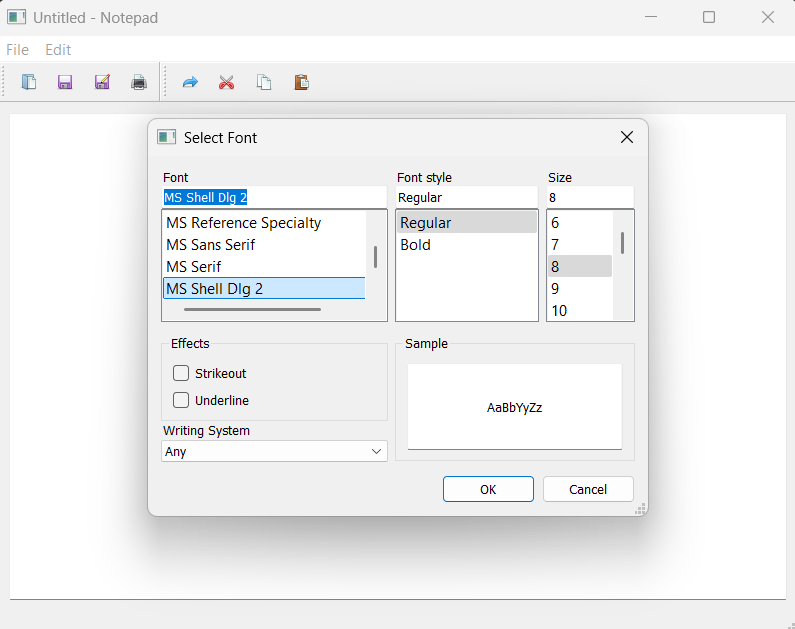 Untitled - Notepad
File Edit
Select Font
Font
MS Shell Dlg 2
MS Reference Specialty
MS Sans Serif
MS Serif
MS Shell Dlg 2
Font style
Regular
Regular
Bold
Size
8
6
7
8
9
10
Effects
Strikeout
Underline
Writing System
Any
Sample
AaBbYyZz
OK
Cancel